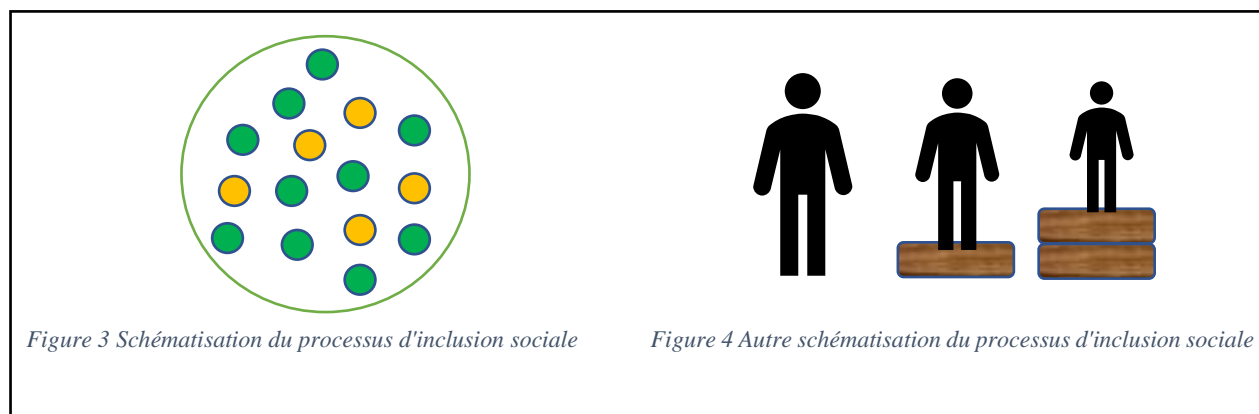 Figure 3 Schématisation du processus d'inclusion sociale
Figure 4 Autre schématisation du processus d'inclusion sociale